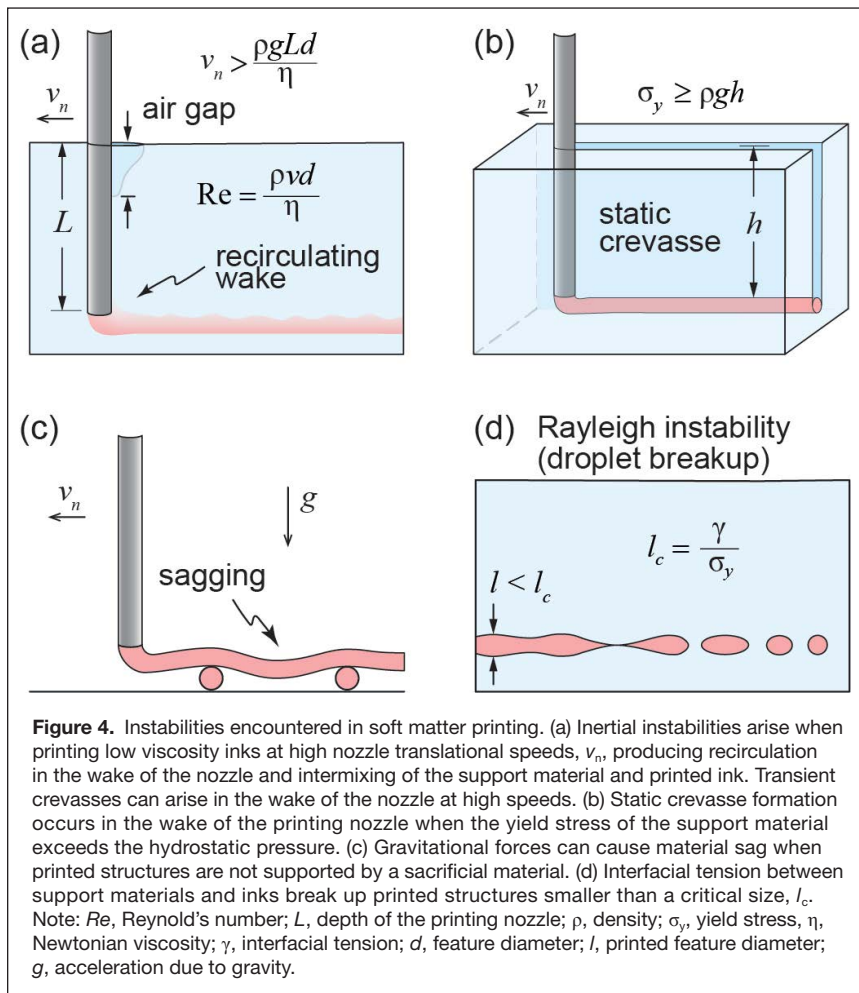 (a)
vₙ > ρgLd/η
vₙ
air gap
L
Re = ρvd/η
recirculating
wake
(b)
vₙ
σy ≥ ρgh
static
crevasse
h
(c)
vₙ
g
sagging
(d) Rayleigh instability
(droplet breakup)
l_c = γ/σy
l < l_c
Figure 4. Instabilities encountered in soft matter printing. (a) Inertial instabilities arise when
printing low viscosity inks at high nozzle translational speeds, vₙ, producing recirculation
in the wake of the nozzle and intermixing of the support material and printed ink. Transient
crevasses can arise in the wake of the nozzle at high speeds. (b) Static crevasse formation
occurs in the wake of the printing nozzle when the yield stress of the support material
exceeds the hydrostatic pressure. (c) Gravitational forces can cause material sag when
printed structures are not supported by a sacrificial material. (d) Interfacial tension between
support materials and inks break up printed structures smaller than a critical size, l_c.
Note: Re, Reynold's number; L, depth of the printing nozzle; ρ, density; σy, yield stress, η,
Newtonian viscosity; γ, interfacial tension; d, feature diameter; l, printed feature diameter;
g, acceleration due to gravity.